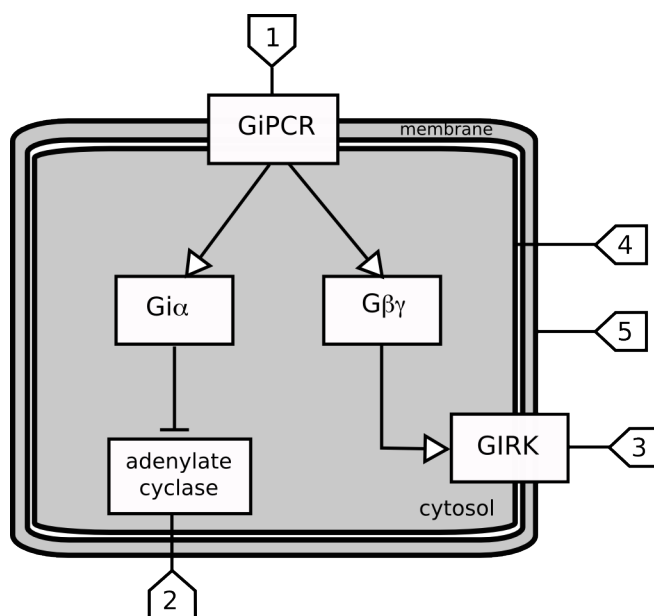 1
GiPCR
membrane
4
Giα
Gβγ
5
GIRK
3
adenylate
cyclase
cytosol
2